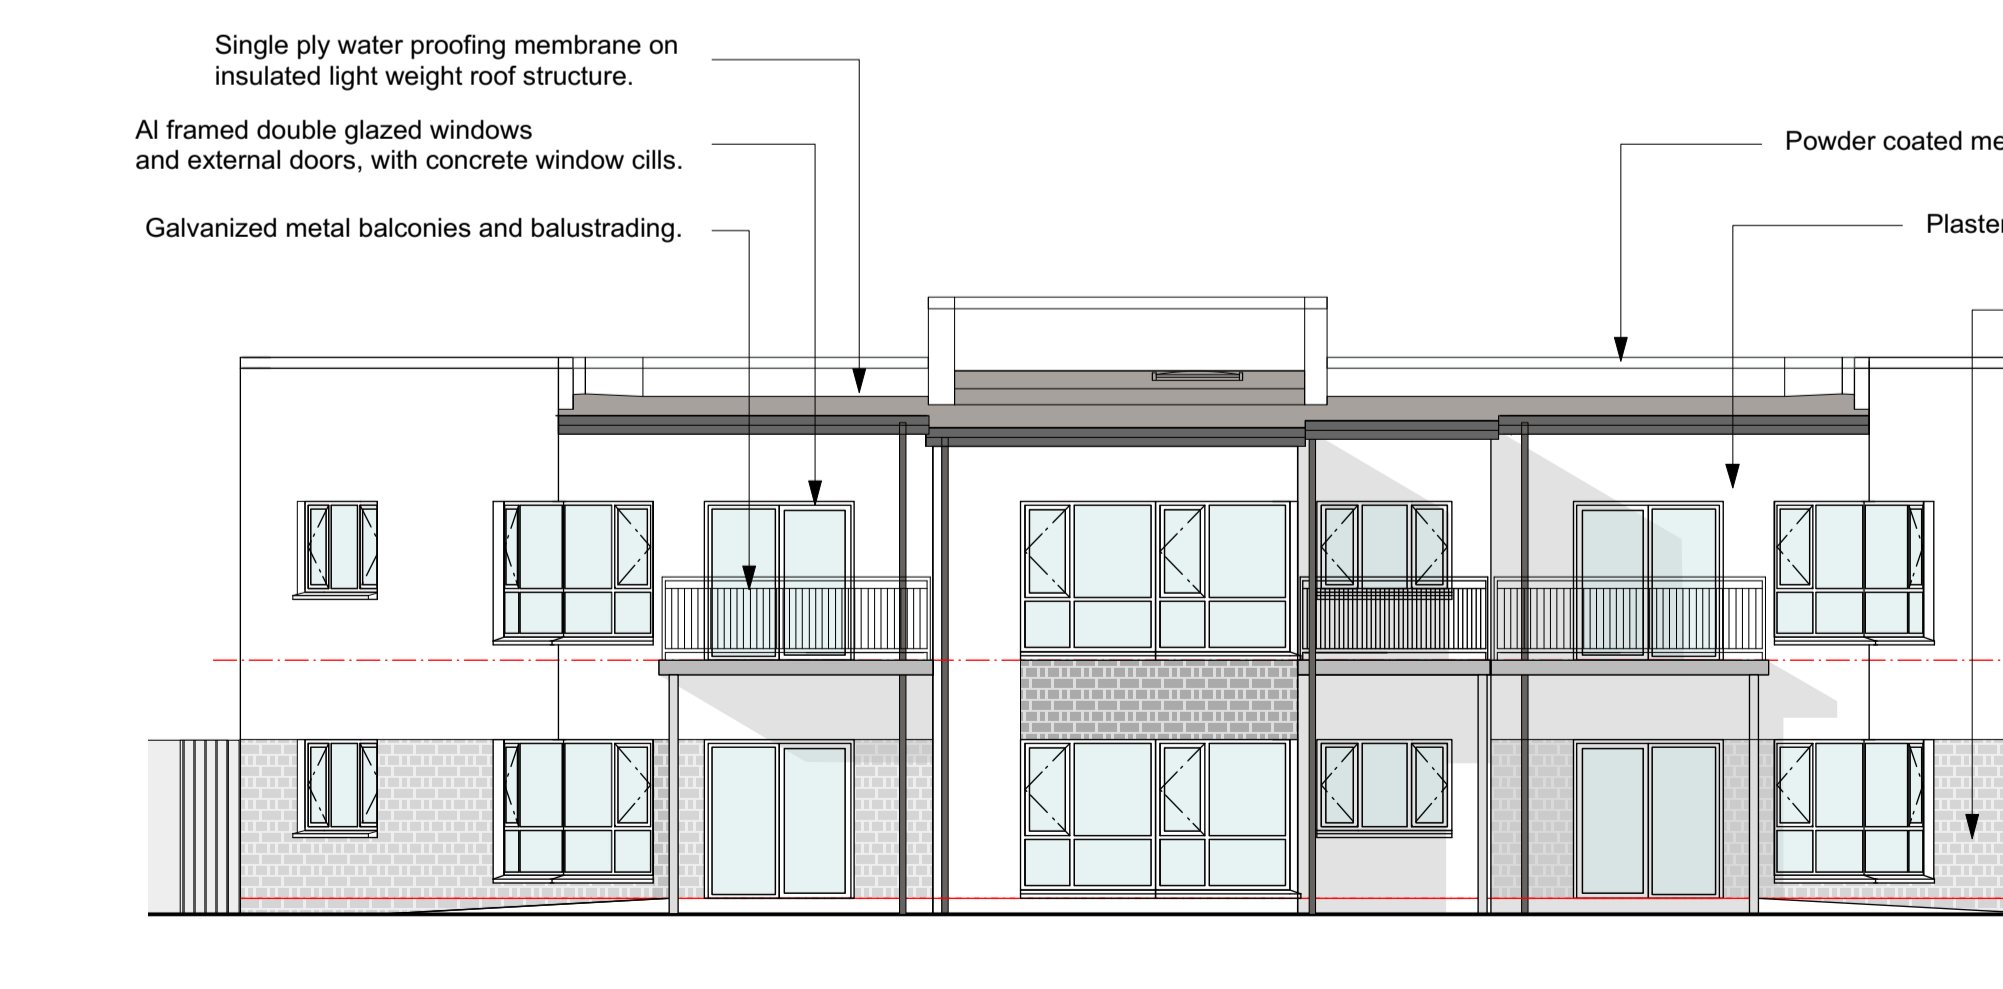 Single ply water proofing membrane on
insulated light weight roof structure.
Al framed double glazed windows
and external doors, with concrete window cills.
Galvanized metal balconies and balustrading.
Powder coated me
Plaster